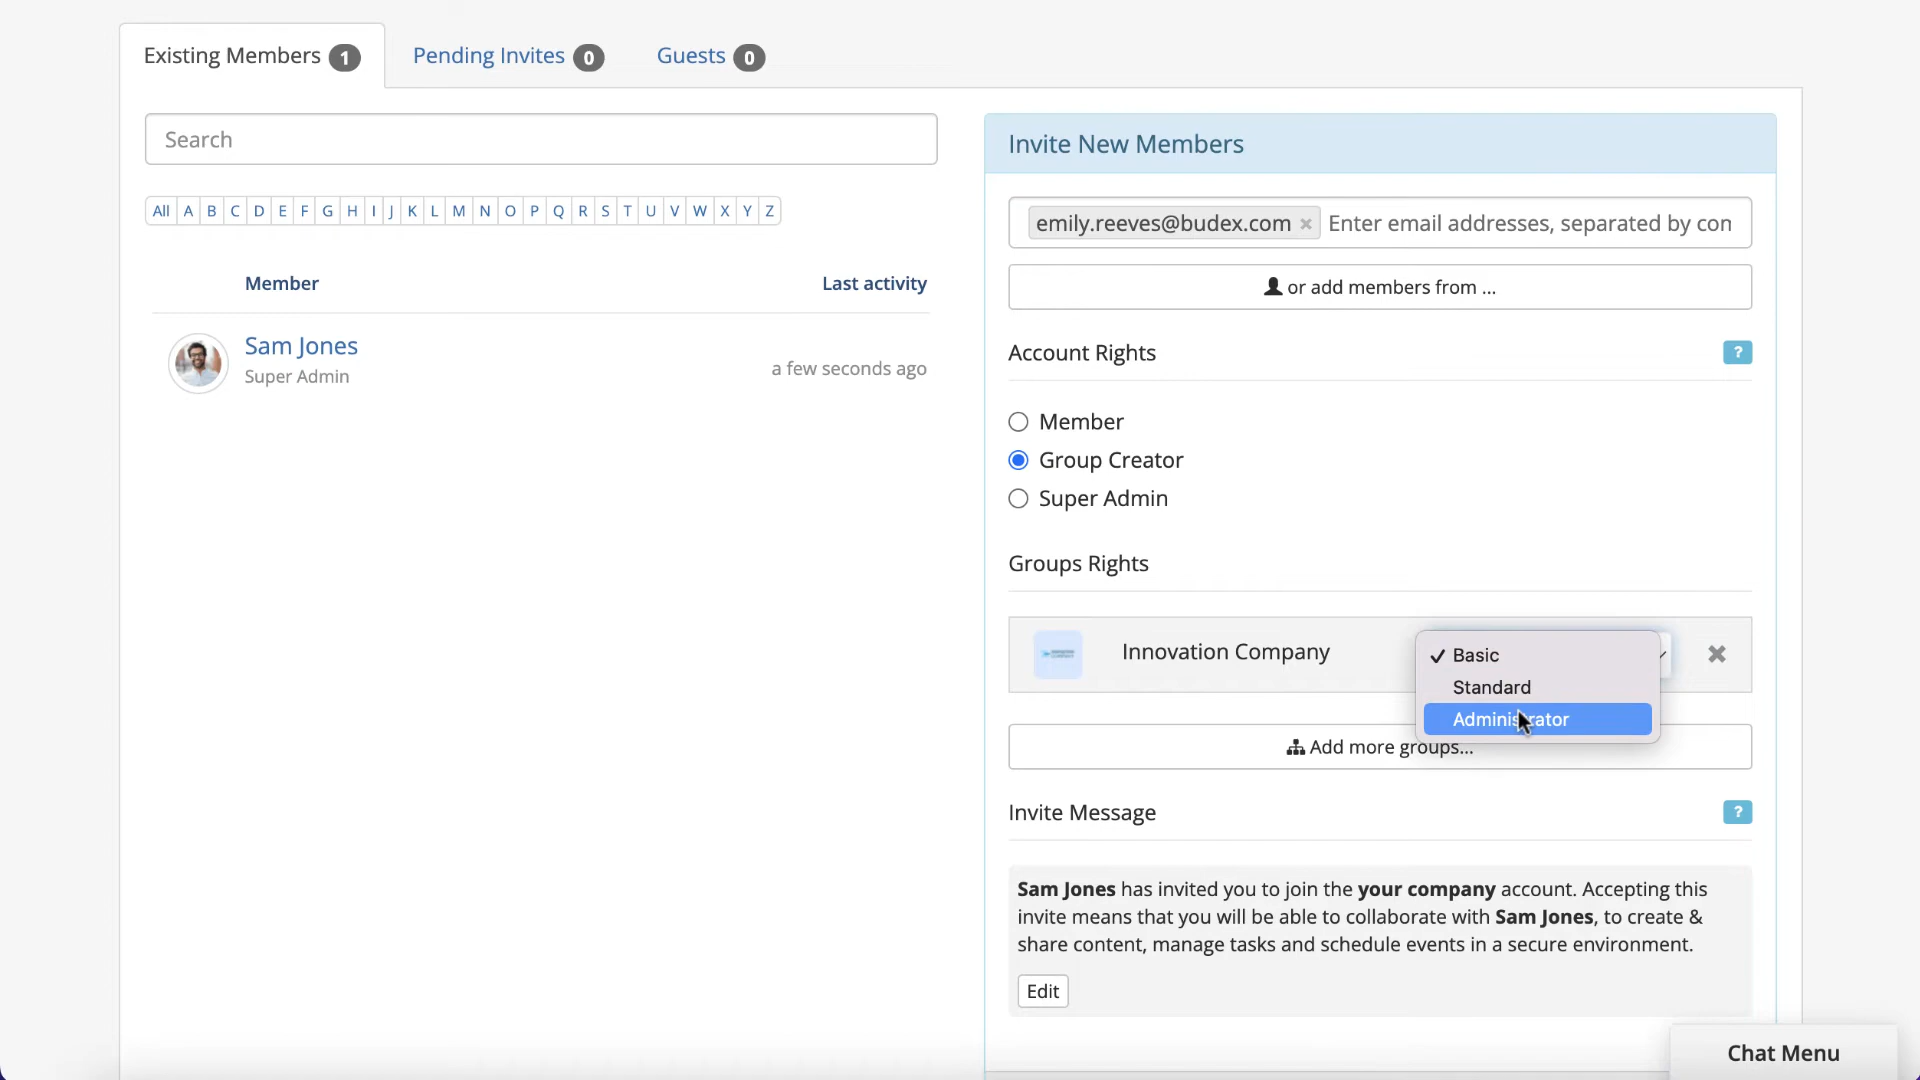 Existing Members 1
Pending Invites 0
Guests 0
Search
All A B C D E F G H I J K L M N O P Q R S T U V W X Y Z
Member
Last activity
Sam Jones
Super Admin
a few seconds ago
Invite New Members
emily.reeves@budex.com × Enter email addresses, separated by con
or add members from ...
Account Rights
?
Member
Group Creator
Super Admin
Groups Rights
Innovation Company
✓ Basic
Standard
Administrator
Add more groups...
Invite Message
?
Sam Jones has invited you to join the your company account. Accepting this
invite means that you will be able to collaborate with Sam Jones, to create &
share content, manage tasks and schedule events in a secure environment.
Edit
Chat Menu